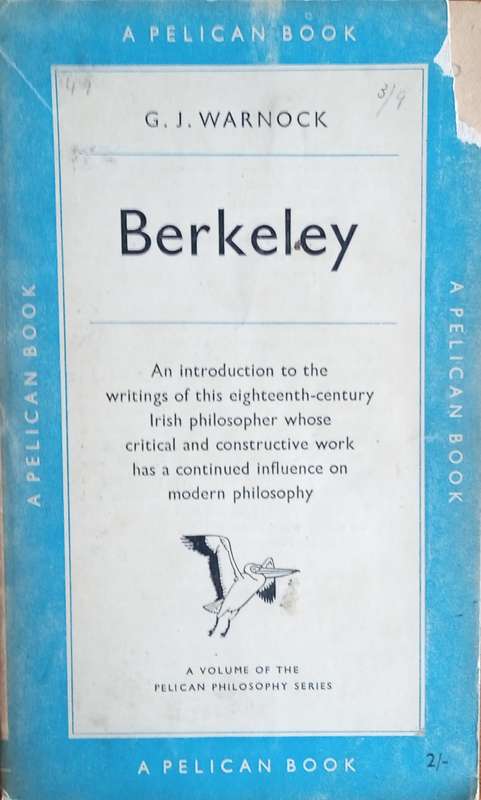 A PELICAN BOOK
49
3/9
G. J. WARNOCK
Berkeley
An introduction to the
writings of this eighteenth-century
Irish philosopher whose
critical and constructive work
has a continued influence on
modern philosophy
A VOLUME OF THE
PELICAN PHILOSOPHY SERIES
A PELICAN BOOK
A PELICAN BOOK
A PELICAN BOOK
2/-